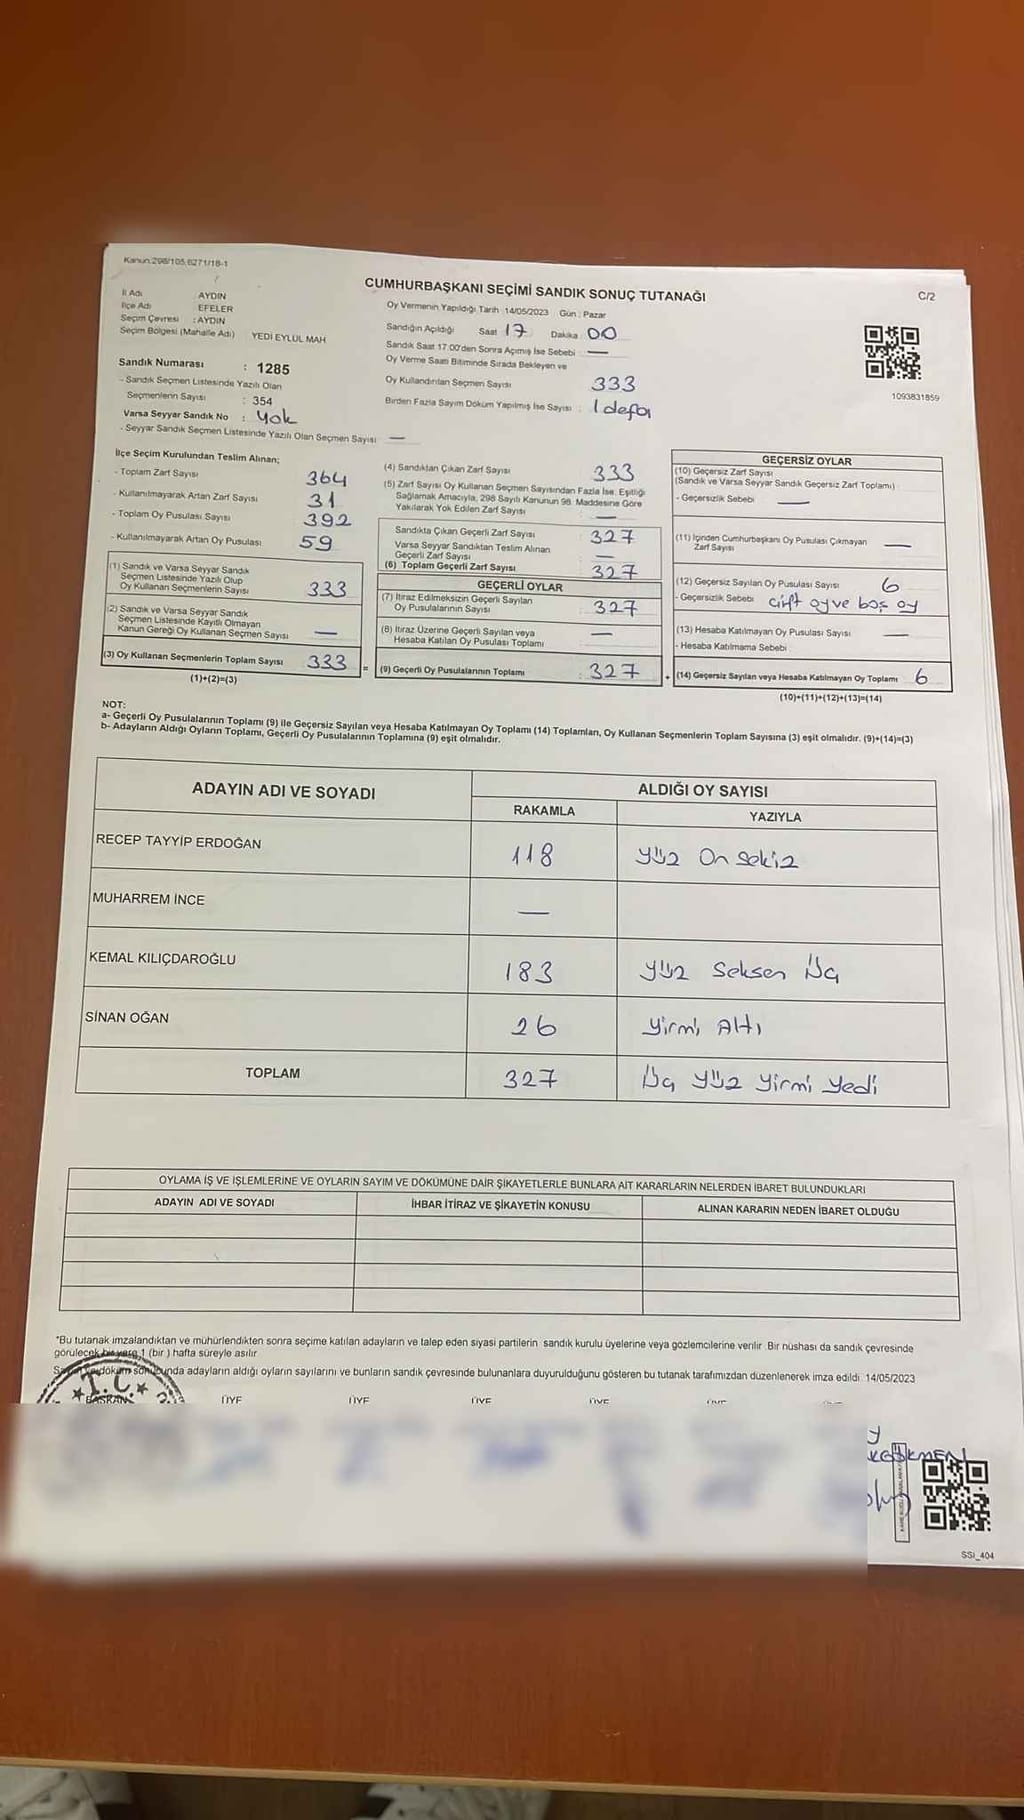 Kanun:298/105,6271/18-1
CUMHURBAŞKANI SEÇİMİ SANDIK SONUÇ TUTANAĞI
C/2
İl Adı AYDIN
İlçe Adı EFELER
Seçim Çevresi : AYDIN
Seçim Bölgesi (Mahalle Adı) YEDİ EYLÜL MAH
Sandık Numarası : 1285
- Sandık Seçmen Listesinde Yazılı Olan
Seçmenlerin Sayısı : 354
Varsa Seyyar Sandık No : Yok
- Seyyar Sandık Seçmen Listesinde Yazılı Olan Seçmen Sayısı —
Oy Vermenin Yapıldığı Tarih 14/05/2023 Gün : Pazar
Sandığın Açıldığı Saat 17 Dakika 00
Sandık Saat 17:00'den Sonra Açımış İse Sebebi —
Oy Verme Saati Bitiminde Sırada Bekleyen ve
Oy Kullandırılan Seçmen Sayısı 333
Birden Fazla Sayım Döküm Yapılmış İse Sayısı : 1 defa
1093831859
İlçe Seçim Kurulundan Teslim Alınan;
- Toplam Zarf Sayısı 364
- Kullanılmayarak Artan Zarf Sayısı 31
- Toplam Oy Pusulası Sayısı 392
- Kullanılmayarak Artan Oy Pusulası 59
(1) Sandık ve Varsa Seyyar Sandık
Seçmen Listesinde Yazılı Olup
Oy Kullanan Seçmenlerin Sayısı 333
(2) Sandık ve Varsa Seyyar Sandık
Seçmen Listesinde Kayıtlı Olmayan
Kanun Gereği Oy Kullanan Seçmen Sayısı —
(3) Oy Kullanan Seçmenlerin Toplam Sayısı 333 =
(1)+(2)=(3)
(4) Sandıktan Çıkan Zarf Sayısı 333
(5) Zarf Sayısı Oy Kullanan Seçmen Sayısından Fazla İse, Eşitliği
Sağlamak Amacıyla, 298 Sayılı Kanunun 98. Maddesine Göre
Yakılarak Yok Edilen Zarf Sayısı —
Sandıkta Çıkan Geçerli Zarf Sayısı 327
Varsa Seyyar Sandıktan Teslim Alınan
Geçerli Zarf Sayısı —
(6) Toplam Geçerli Zarf Sayısı 327
GEÇERLİ OYLAR
(7) İtiraz Edilmeksizin Geçerli Sayılan
Oy Pusulalarının Sayısı 327
(8) İtiraz Üzerine Geçerli Sayılan veya
Hesaba Katılan Oy Pusulası Toplamı —
(9) Geçerli Oy Pusulalarının Toplamı : 327 +
GEÇERSİZ OYLAR
(10) Geçersiz Zarf Sayısı
(Sandık ve Varsa Seyyar Sandık Geçersiz Zarf Toplamı)
- Geçersizlik Sebebi —
(11) İçinden Cumhurbaşkanı Oy Pusulası Çıkmayan
Zarf Sayısı —
(12) Geçersiz Sayılan Oy Pusulası Sayısı 6
- Geçersizlik Sebebi çift oy ve boş oy
(13) Hesaba Katılmayan Oy Pusulası Sayısı —
- Hesaba Katılmama Sebebi
(14) Geçersiz Sayılan veya Hesaba Katılmayan Oy Toplamı 6
(10)+(11)+(12)+(13)=(14)
NOT:
a- Geçerli Oy Pusulalarının Toplamı (9) ile Geçersiz Sayılan veya Hesaba Katılmayan Oy Toplamı (14) Toplamları, Oy Kullanan Seçmenlerin Toplam Sayısına (3) eşit olmalıdır. (9)+(14)=(3)
b- Adayların Aldığı Oyların Toplamı, Geçerli Oy Pusulalarının Toplamına (9) eşit olmalıdır.
ADAYIN ADI VE SOYADI ALDIĞI OY SAYISI
RAKAMLA YAZIYLA
RECEP TAYYİP ERDOĞAN 118 Yüz On Sekiz
MUHARREM İNCE —
KEMAL KILIÇDAROĞLU 183 Yüz Seksen Üç
SİNAN OĞAN 26 Yirmi Altı
TOPLAM 327 Üç Yüz Yirmi Yedi
OYLAMA İŞ VE İŞLEMLERİNE VE OYLARIN SAYIM VE DÖKÜMÜNE DAİR ŞİKAYETLERLE BUNLARA AİT KARARLARIN NELERDEN İBARET BULUNDUKLARI
ADAYIN ADI VE SOYADI İHBAR İTİRAZ VE ŞİKAYETİN KONUSU ALINAN KARARIN NEDEN İBARET OLDUĞU
*Bu tutanak imzalandıktan ve mühürlendikten sonra seçime katılan adayların ve talep eden siyasi partilerin sandık kurulu üyelerine veya gözlemcilerine verilir. Bir nüshası da sandık çevresinde
görülecek bir yere 1 (bir) hafta süreyle asılır.
döküm sonucunda adayların aldığı oyların sayılarını ve bunların sandık çevresinde bulunanlara duyurulduğunu gösteren bu tutanak tarafımızdan düzenlenerek imza edildi. 14/05/2023
T.C.
BAŞKAN ÜYE ÜYE ÜYE ÜYE
SSI_404